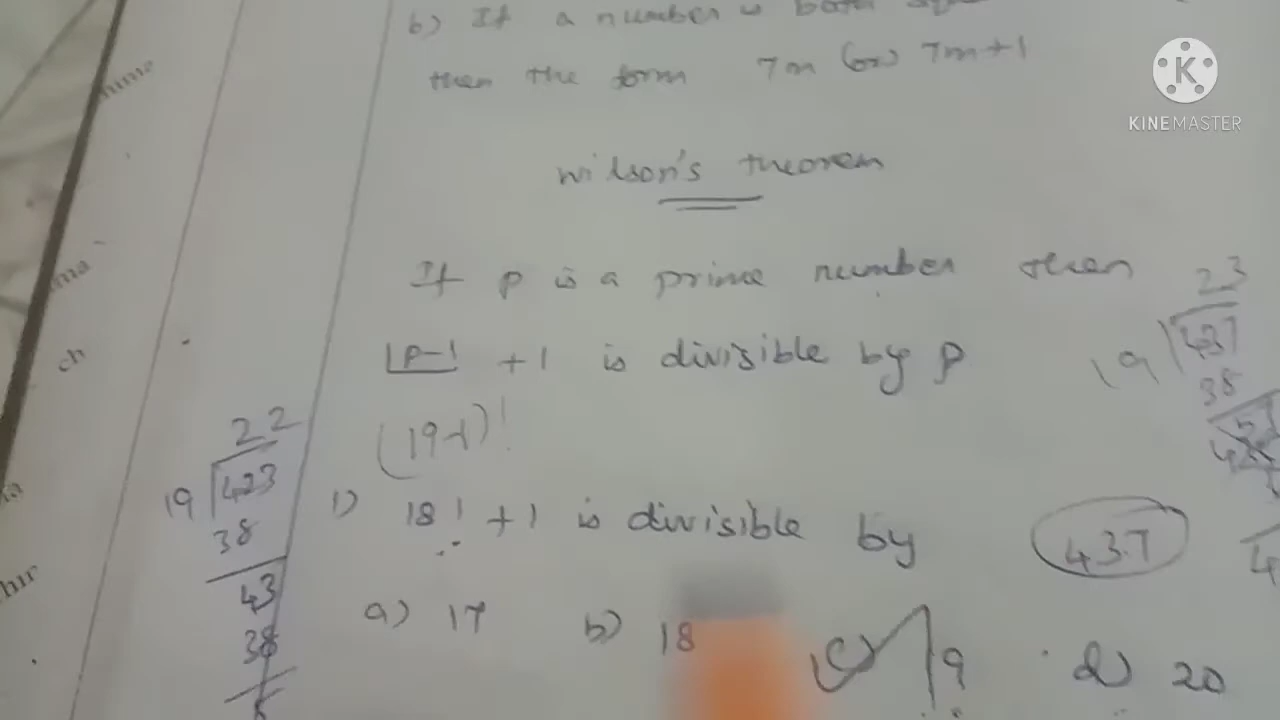 b) If a number is both
then the form 7m (or) 7m+1
KINEMASTER
Wilson's theorem
If p is a prime number then
|p-1 + 1 is divisible by p
(19-1)!
1) 18! + 1 is divisible by 437
a) 17 b) 18 c) 19 d) 20
22
19 423
38
43
38
23
19 437
38